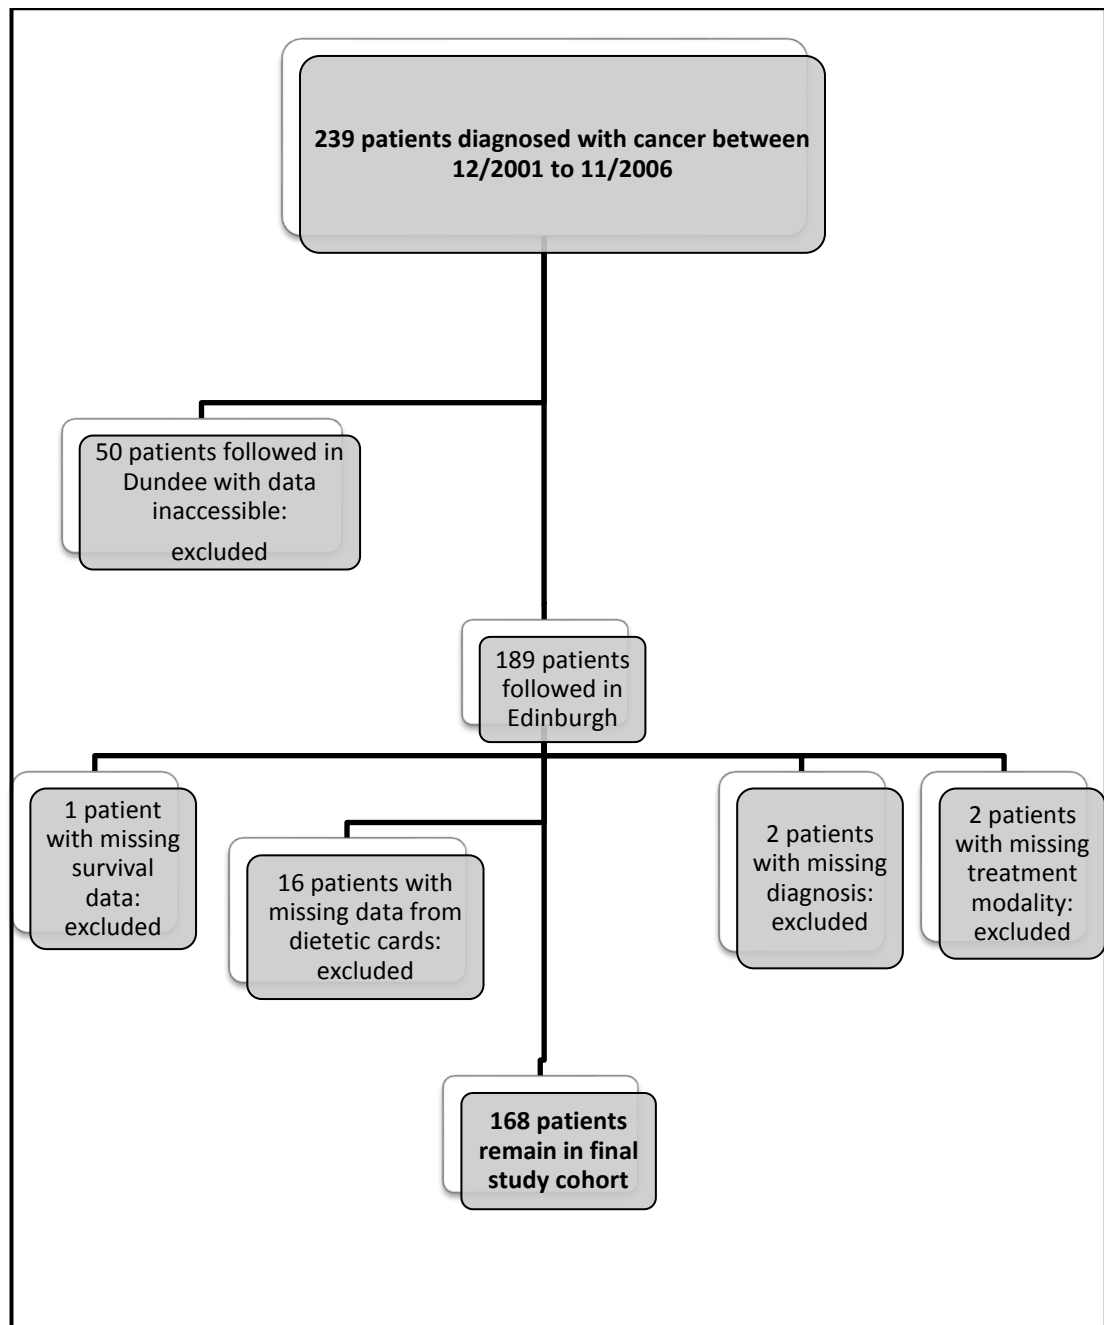 239 patients diagnosed with cancer between
12/2001 to 11/2006
50 patients followed in
Dundee with data
inaccessible:
excluded
189 patients
followed in
Edinburgh
1 patient
with missing
survival
data:
excluded
16 patients with
missing data from
dietetic cards:
excluded
2 patients
with missing
diagnosis:
excluded
2 patients
with missing
treatment
modality:
excluded
168 patients
remain in final
study cohort